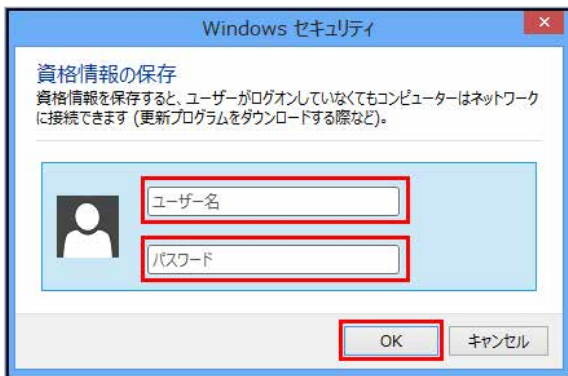 Windows セキュリティ
資格情報の保存
資格情報を保存すると、ユーザーがログオンしていなくてもコンピューターはネットワーク
に接続できます (更新プログラムをダウンロードする際など)。
ユーザー名
パスワード
OK
キャンセル